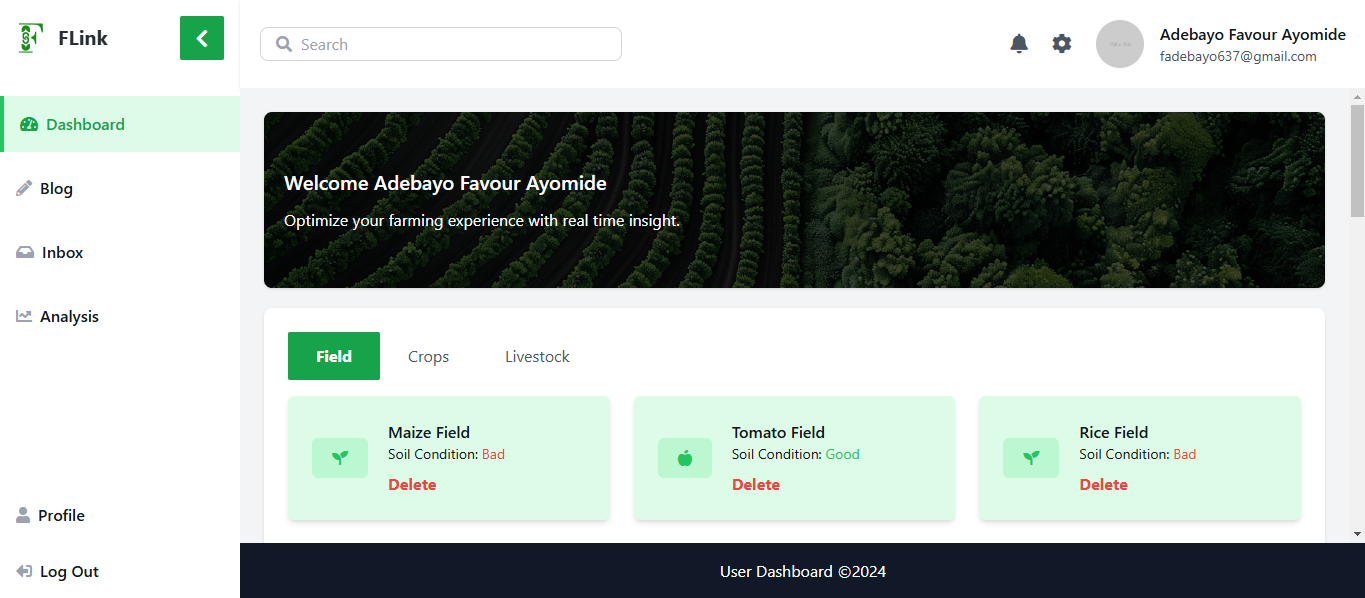 FLink
Search
Adebayo Favour Ayomide
fadebayo637@gmail.com
Dashboard
Blog
Inbox
Analysis
Profile
Log Out
Welcome Adebayo Favour Ayomide
Optimize your farming experience with real time insight.
Field Crops Livestock
Maize Field
Soil Condition: Bad
Delete
Tomato Field
Soil Condition: Good
Delete
Rice Field
Soil Condition: Bad
Delete
User Dashboard ©2024